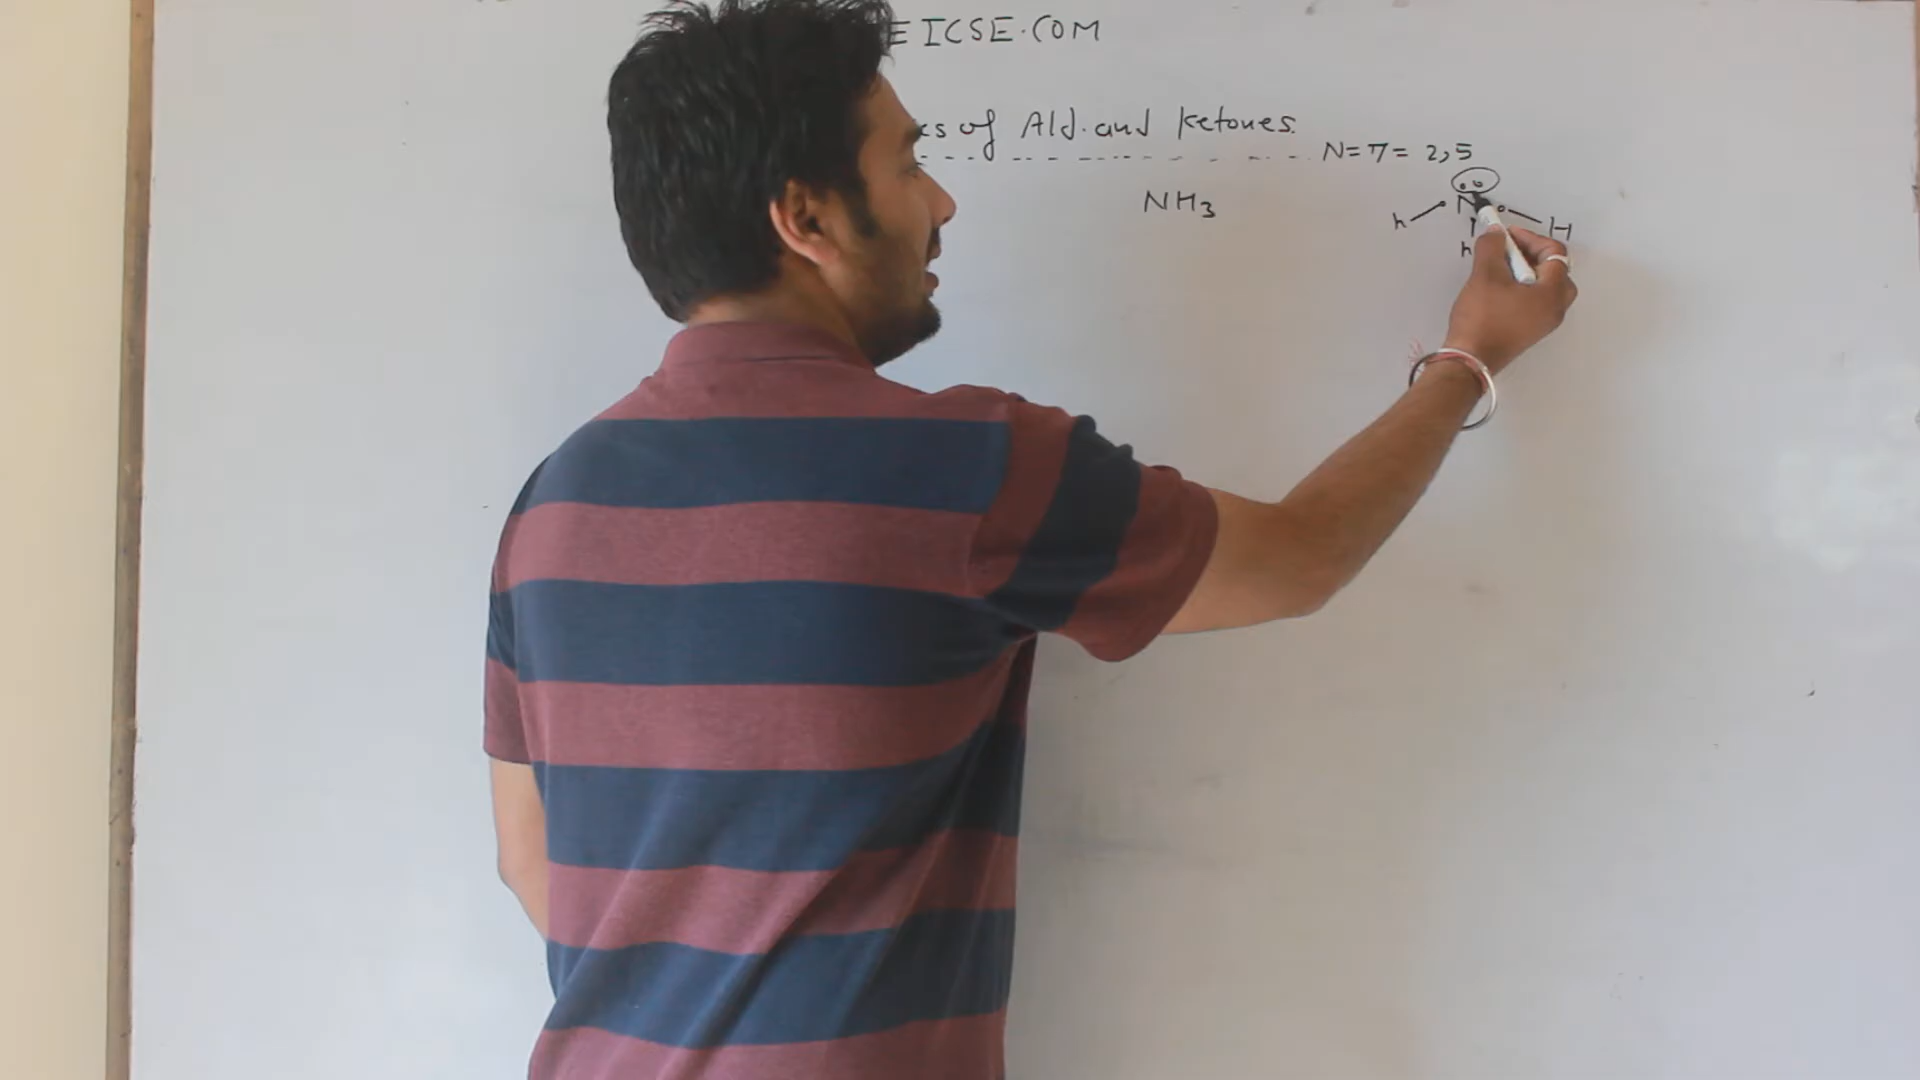 EICSE.COM
of Ald. and Ketones.
N = 7 = 2,5
NH3
N
h H
h